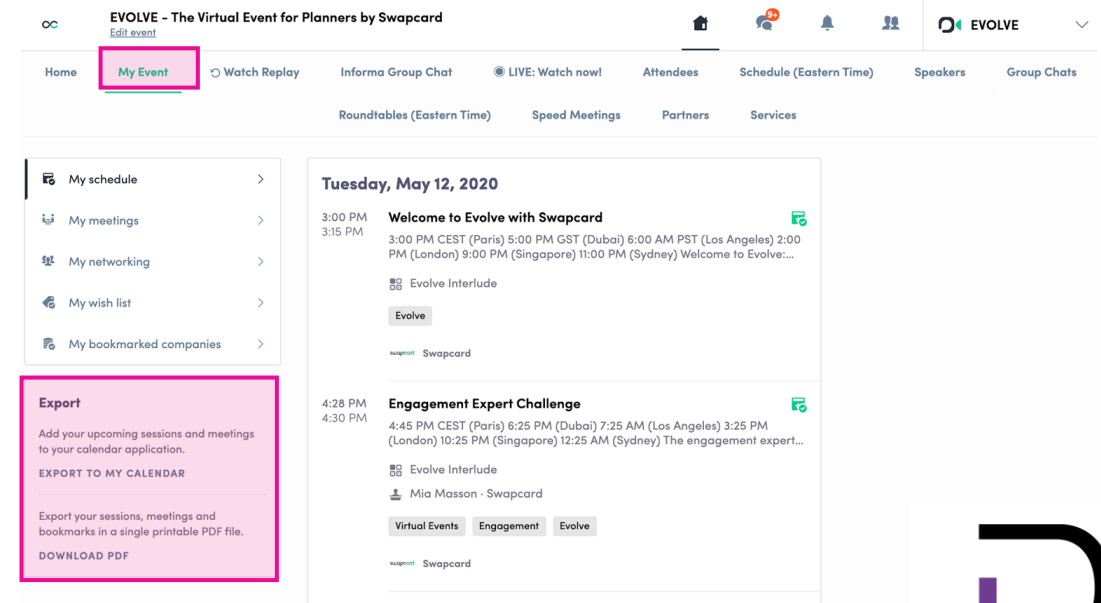 EVOLVE - The Virtual Event for Planners by Swapcard
Edit event
9+
EVOLVE
Home
My Event
Watch Replay
Informa Group Chat
LIVE: Watch now!
Attendees
Schedule (Eastern Time)
Speakers
Group Chats
Roundtables (Eastern Time)
Speed Meetings
Partners
Services
My schedule
My meetings
My networking
My wish list
My bookmarked companies
Export
Add your upcoming sessions and meetings
to your calendar application.
EXPORT TO MY CALENDAR
Export your sessions, meetings and
bookmarks in a single printable PDF file.
DOWNLOAD PDF
Tuesday, May 12, 2020
3:00 PM
3:15 PM
Welcome to Evolve with Swapcard
3:00 PM CEST (Paris) 5:00 PM GST (Dubai) 6:00 AM PST (Los Angeles) 2:00
PM (London) 9:00 PM (Singapore) 11:00 PM (Sydney) Welcome to Evolve:...
Evolve Interlude
Evolve
swapcard Swapcard
4:28 PM
4:30 PM
Engagement Expert Challenge
4:45 PM CEST (Paris) 6:25 PM (Dubai) 7:25 AM (Los Angeles) 3:25 PM
(London) 10:25 PM (Singapore) 12:25 AM (Sydney) The engagement expert...
Evolve Interlude
Mia Masson · Swapcard
Virtual Events
Engagement
Evolve
swapcard Swapcard